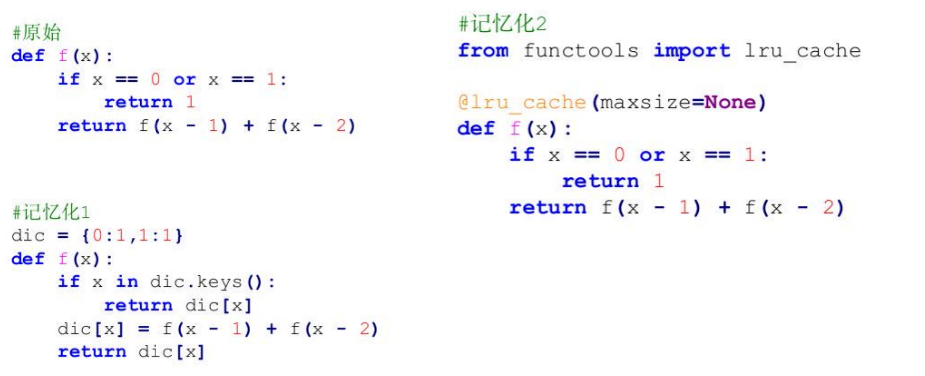 #原始
def f(x):
    if x == 0 or x == 1:
        return 1
    return f(x - 1) + f(x - 2)
#记忆化1
dic = {0:1,1:1}
def f(x):
    if x in dic.keys():
        return dic[x]
    dic[x] = f(x - 1) + f(x - 2)
    return dic[x]
#记忆化2
from functools import lru_cache
@lru_cache(maxsize=None)
def f(x):
    if x == 0 or x == 1:
        return 1
    return f(x - 1) + f(x - 2)